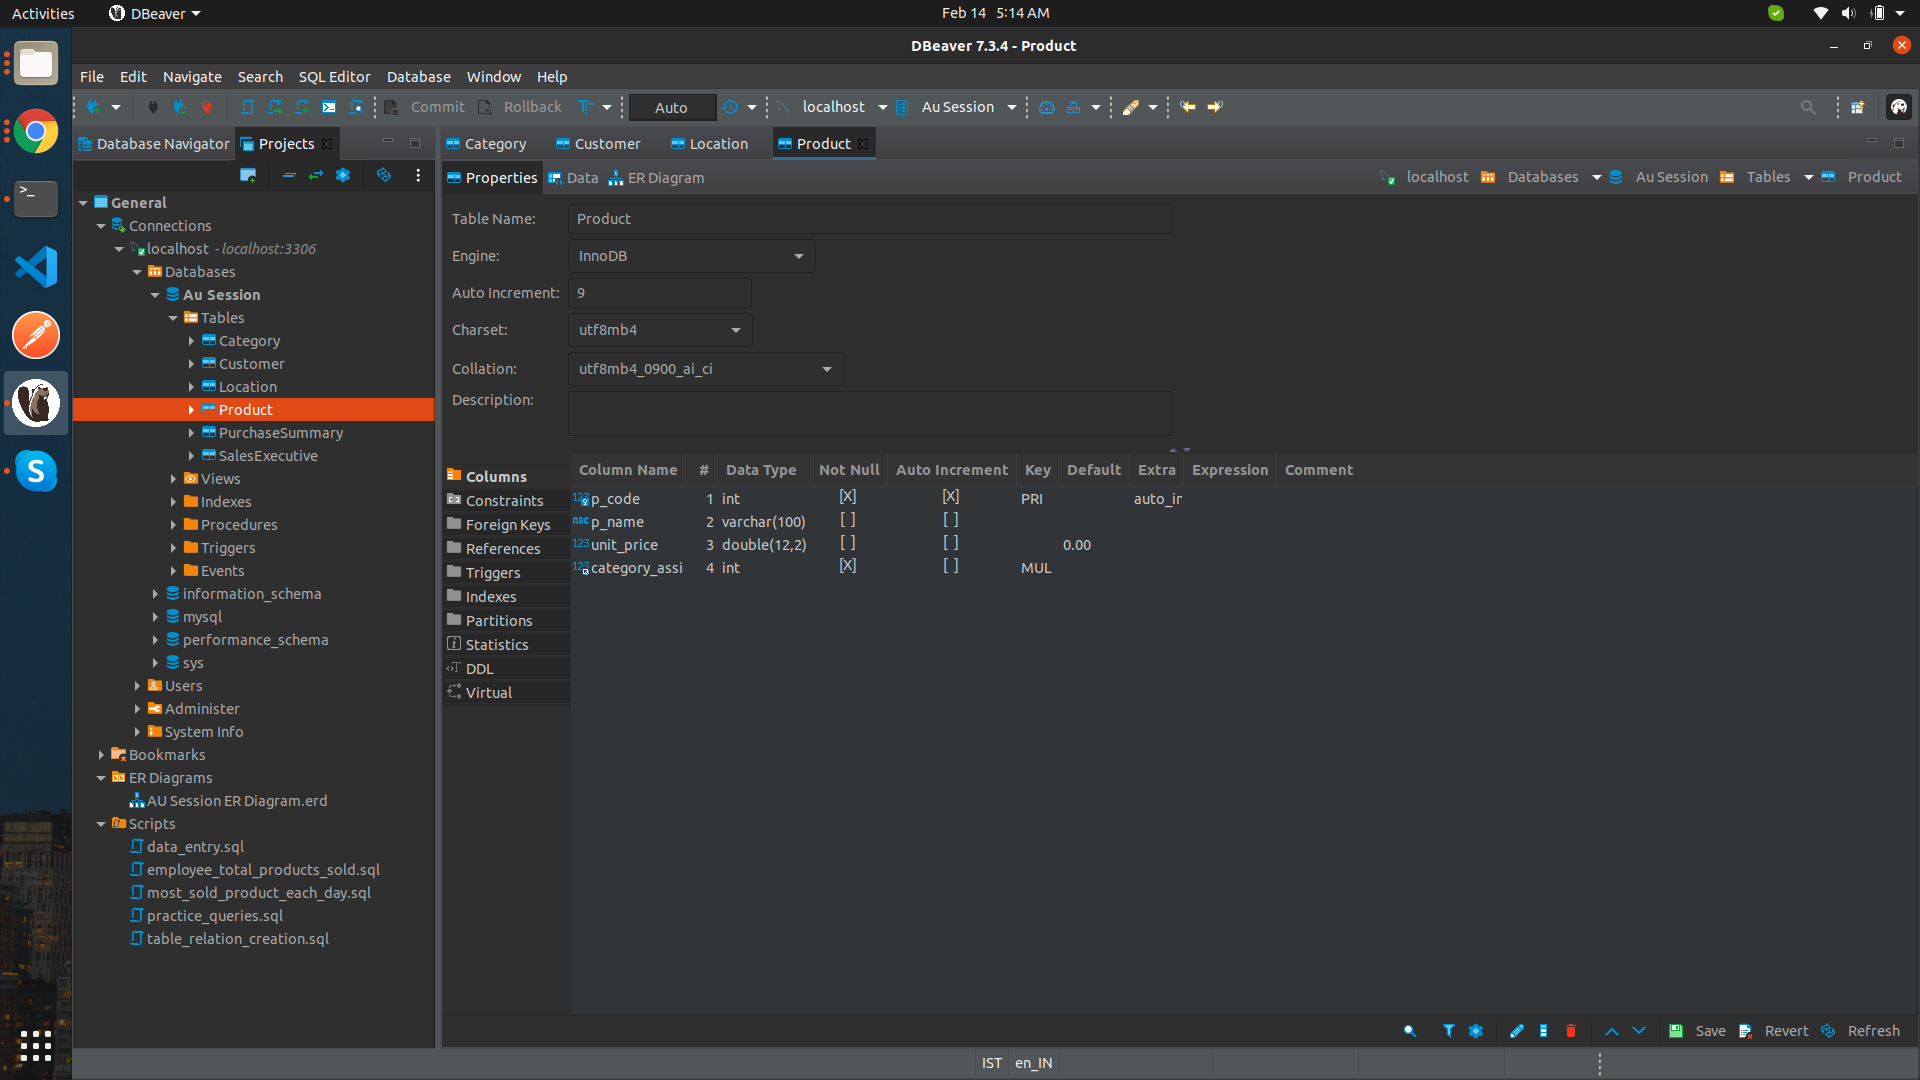 Activities DBeaver Feb 14 5:14 AM
DBeaver 7.3.4 - Product
File Edit Navigate Search SQL Editor Database Window Help
Commit Rollback Auto localhost Au Session
Database Navigator Projects
Category Customer Location Product
Properties Data ER Diagram localhost Databases Au Session Tables Product
General
Connections
localhost - localhost:3306
Databases
Au Session
Tables
Category
Customer
Location
Product
PurchaseSummary
SalesExecutive
Views
Indexes
Procedures
Triggers
Events
information_schema
mysql
performance_schema
sys
Users
Administer
System Info
Bookmarks
ER Diagrams
AU Session ER Diagram.erd
Scripts
data_entry.sql
employee_total_products_sold.sql
most_sold_product_each_day.sql
practice_queries.sql
table_relation_creation.sql
Table Name: Product
Engine: InnoDB
Auto Increment: 9
Charset: utf8mb4
Collation: utf8mb4_0900_ai_ci
Description:
Columns
Constraints
Foreign Keys
References
Triggers
Indexes
Partitions
Statistics
DDL
Virtual
Column Name # Data Type Not Null Auto Increment Key Default Extra Expression Comment
123 p_code 1 int [X] [X] PRI auto_in
ABC p_name 2 varchar(100) [ ] [ ]
123 unit_price 3 double(12,2) [ ] [ ] 0.00
123 category_assi 4 int [X] [ ] MUL
Save Revert Refresh
IST en_IN